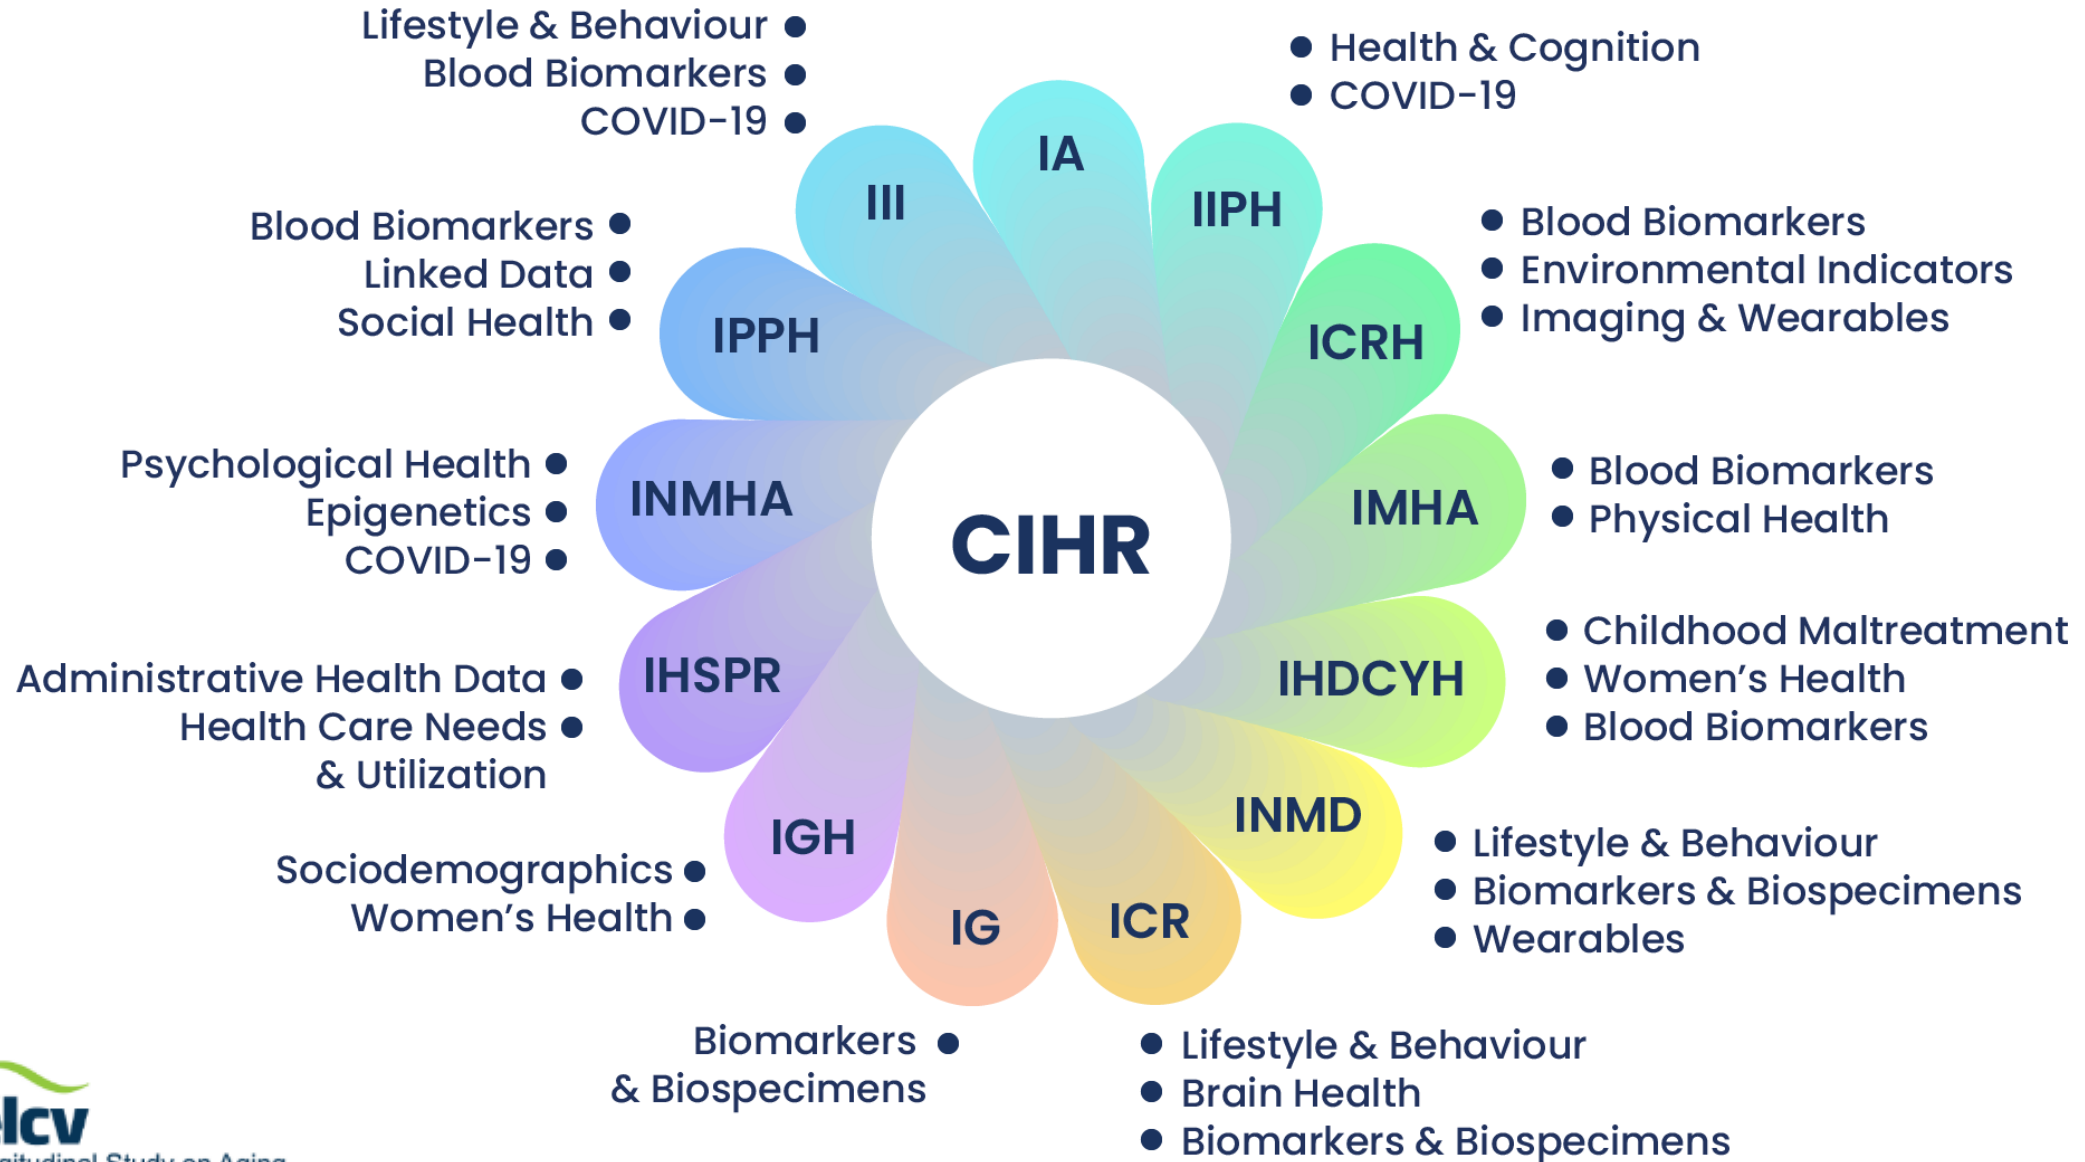 Lifestyle & Behaviour
Blood Biomarkers
COVID-19
Health & Cognition
COVID-19
IA
III
IIPH
Blood Biomarkers
Linked Data
Social Health
Blood Biomarkers
Environmental Indicators
Imaging & Wearables
IPPH
ICRH
Psychological Health
Epigenetics
COVID-19
INMHA
CIHR
IMHA
Blood Biomarkers
Physical Health
Administrative Health Data
Health Care Needs
& Utilization
IHSPR
IHDCYH
Childhood Maltreatment
Women's Health
Blood Biomarkers
IGH
INMD
Sociodemographics
Women's Health
Lifestyle & Behaviour
Biomarkers & Biospecimens
Wearables
IG
ICR
Biomarkers
& Biospecimens
Lifestyle & Behaviour
Brain Health
Biomarkers & Biospecimens
Study on Aging